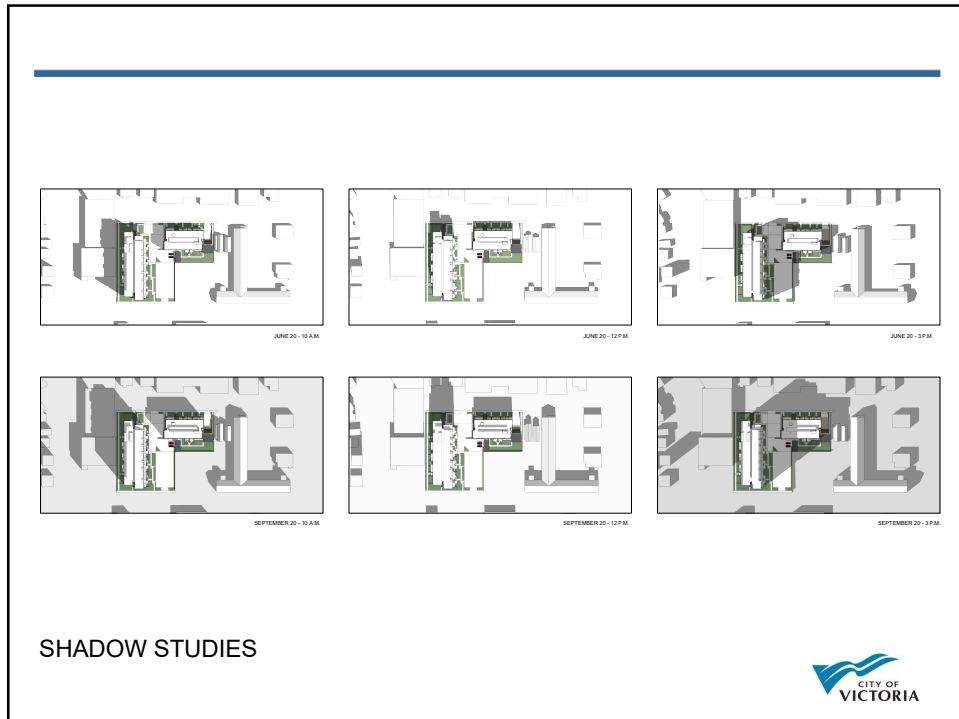 JUNE 20 - 10 A.M.
JUNE 20 - 12 P.M.
JUNE 20 - 3 P.M.
SEPTEMBER 20 - 10 A.M.
SEPTEMBER 20 - 12 P.M.
SEPTEMBER 20 - 3 P.M.
SHADOW STUDIES
CITY OF
VICTORIA